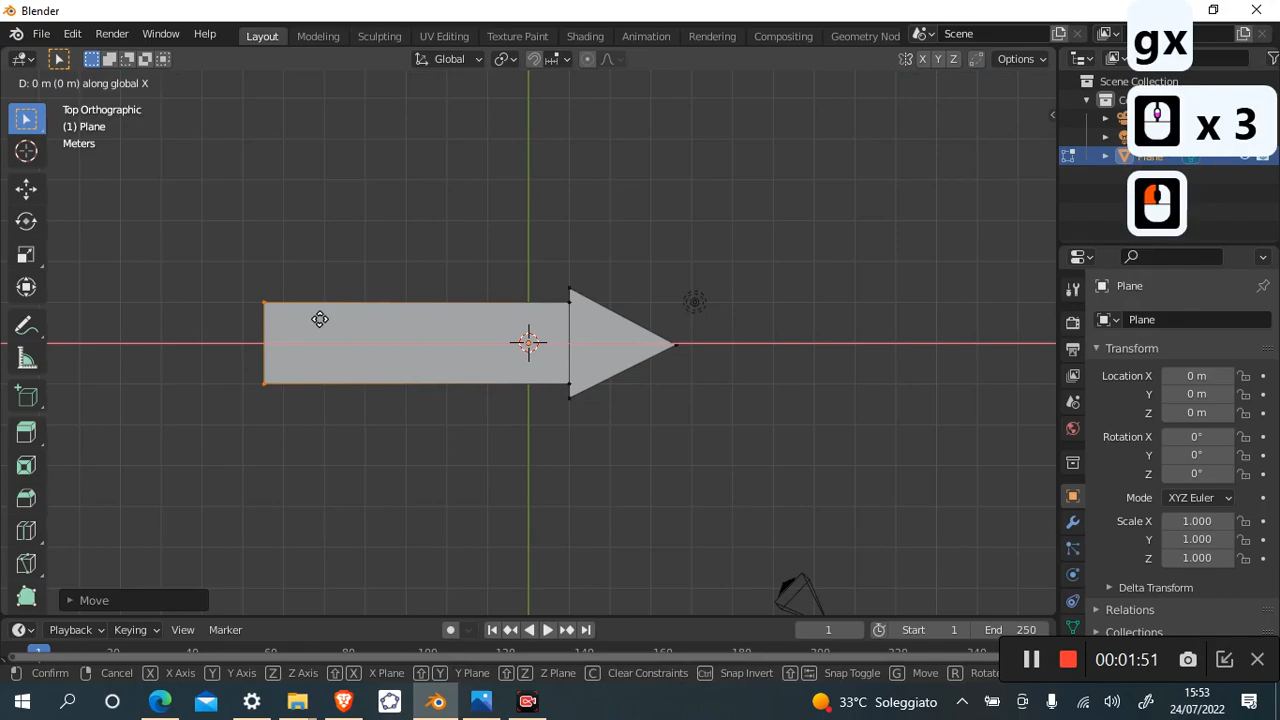 Blender
File Edit Render Window Help Layout Modeling Sculpting UV Editing Texture Paint Shading Animation Rendering Compositing Geometry Nod Scene
gx
Global X Y Z Options
D: 0 m (0 m) along global X
Top Orthographic
(1) Plane
Meters
Scene Collection
x 3
Plane
Plane
Plane
Transform
Location X 0 m
Y 0 m
Z 0 m
Rotation X 0°
Y 0°
Z 0°
Mode XYZ Euler
Scale X 1.000
Y 1.000
Z 1.000
Delta Transform
Relations
Collections
Move
Playback Keying View Marker 1 Start 1 End 250
1
Confirm Cancel X X Axis Y Y Axis Z Z Axis X X Plane Y Y Plane Z Z Plane C Clear Constraints Ctrl Snap Invert Snap Toggle G Move R
00:01:51
33°C Soleggiato
15:53
24/07/2022